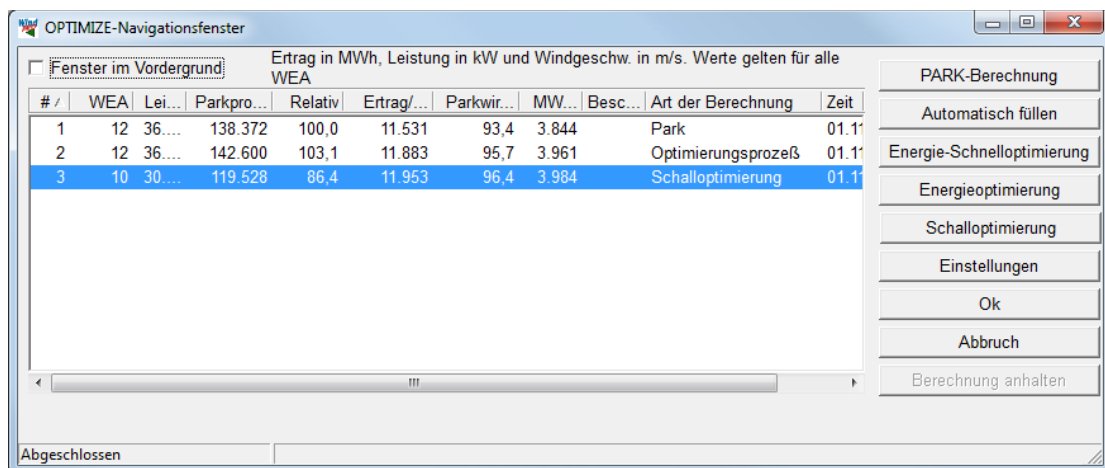 Wind OPTIMIZE-Navigationsfenster
Fenster im Vordergrund
Ertrag in MWh, Leistung in kW und Windgeschw. in m/s. Werte gelten für alle
WEA
# / WEA Lei... Parkpro... Relativ Ertrag/... Parkwir... MW... Besc... Art der Berechnung Zeit
1 12 36.... 138.372 100,0 11.531 93,4 3.844 Park 01.11
2 12 36.... 142.600 103,1 11.883 95,7 3.961 Optimierungsprozeß 01.11
3 10 30.... 119.528 86,4 11.953 96,4 3.984 Schalloptimierung 01.11
PARK-Berechnung
Automatisch füllen
Energie-Schnelloptimierung
Energieoptimierung
Schalloptimierung
Einstellungen
Ok
Abbruch
Berechnung anhalten
Abgeschlossen